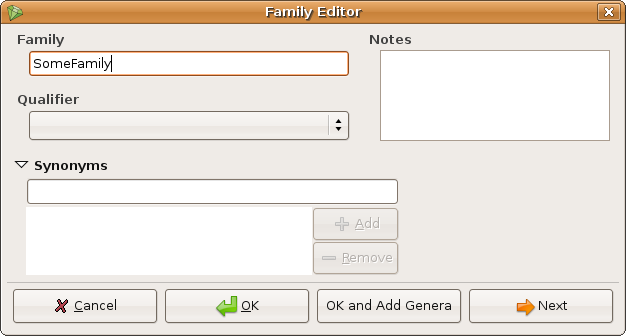 Family Editor
Family
Notes
SomeFamily
Qualifier
Synonyms
Add
Remove
Cancel
OK
OK and Add Genera
Next